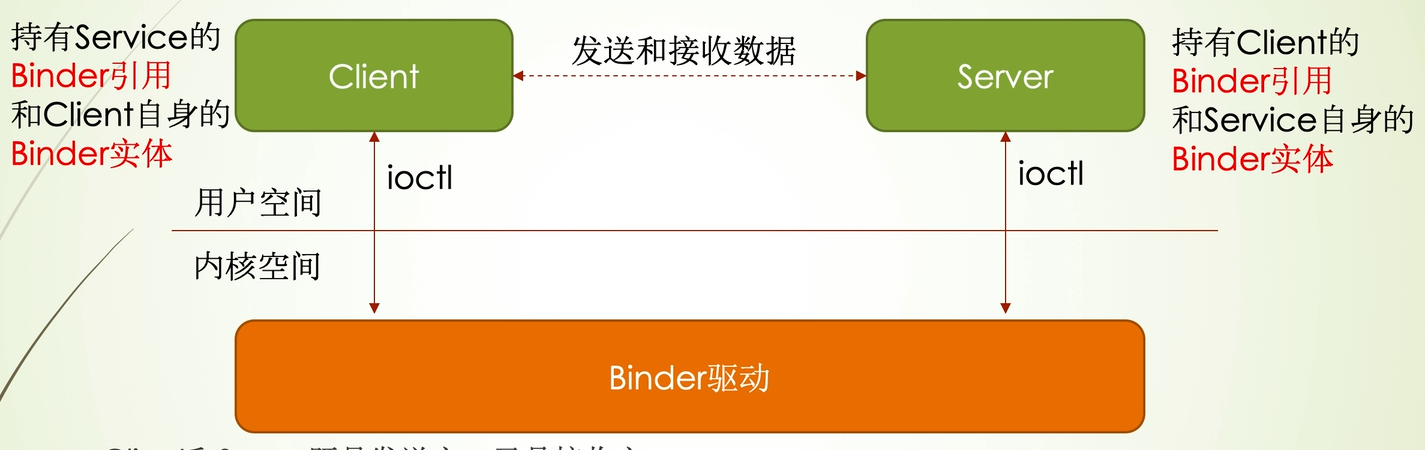 持有Service的
Binder引用
和Client自身的
Binder实体
Client
发送和接收数据
Server
持有Client的
Binder引用
和Service自身的
Binder实体
ioctl
ioctl
用户空间
内核空间
Binder驱动